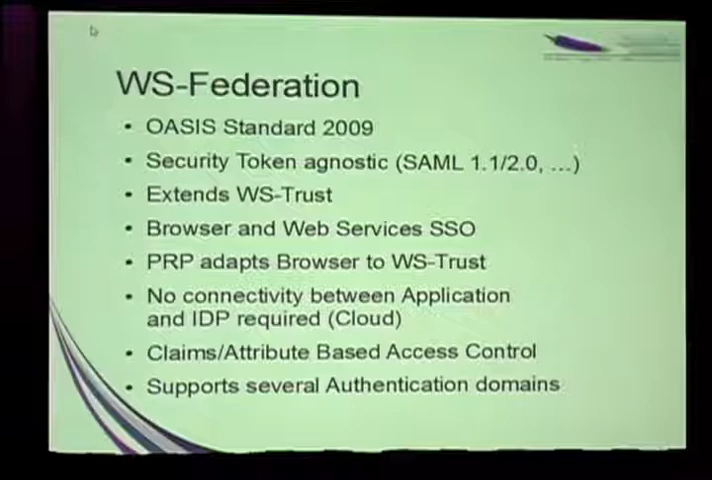 WS-Federation
• OASIS Standard 2009
• Security Token agnostic (SAML 1.1/2.0, ...)
• Extends WS-Trust
• Browser and Web Services SSO
• PRP adapts Browser to WS-Trust
• No connectivity between Application
and IDP required (Cloud)
• Claims/Attribute Based Access Control
• Supports several Authentication domains